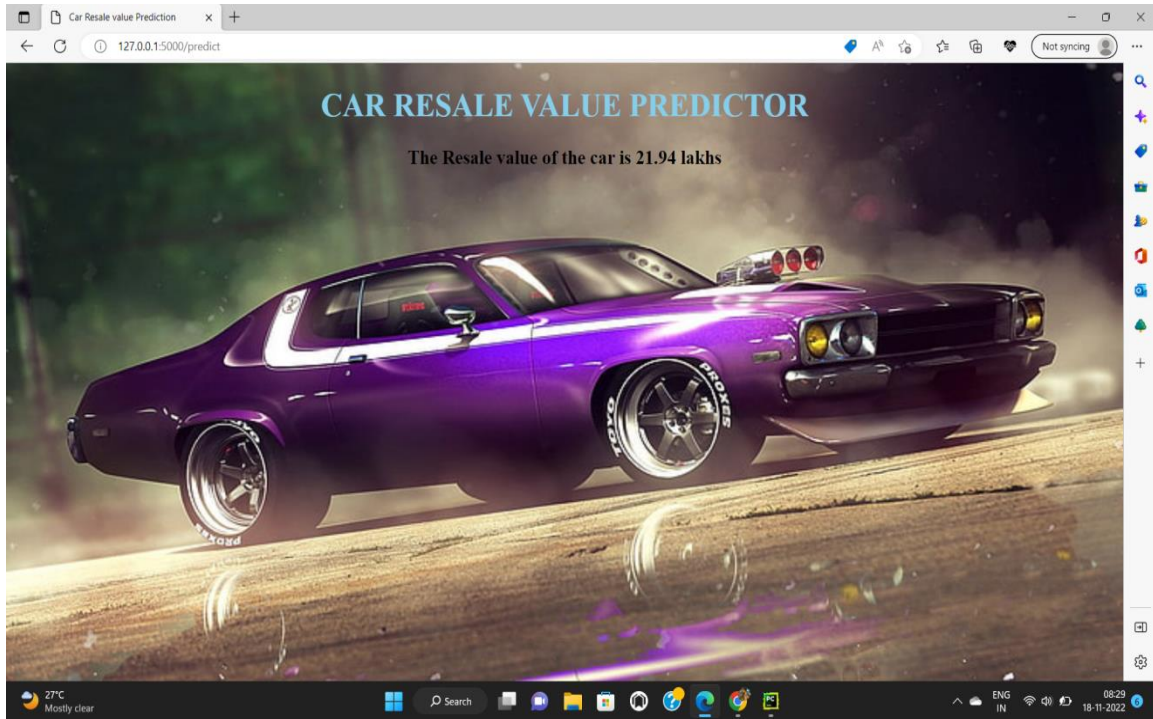 Car Resale value Prediction
127.0.0.1:5000/predict
Not syncing
CAR RESALE VALUE PREDICTOR
The Resale value of the car is 21.94 lakhs
TOYO
PROXES
TOYO
PROXES
27°C
Mostly clear
Search
ENG
IN
08:29
18-11-2022
6